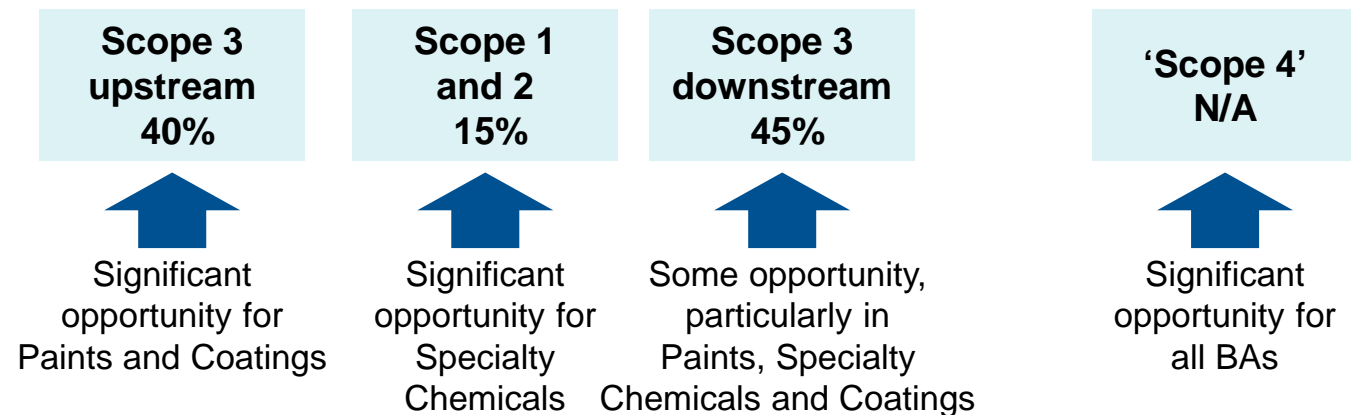 Scope 3
upstream
40%
Scope 1
and 2
15%
Scope 3
downstream
45%
‘Scope 4’
N/A
Significant
opportunity for
Paints and Coatings
Significant
opportunity for
Specialty
Chemicals
Some opportunity,
particularly in
Paints, Specialty
Chemicals and Coatings
Significant
opportunity for
all BAs